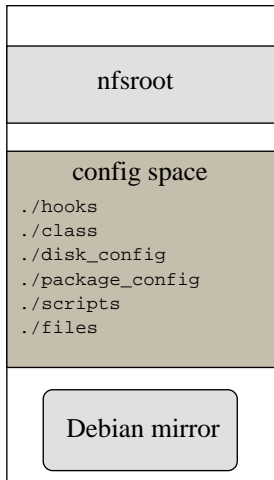 nfsroot
config space
./hooks
./class
./disk_config
./package_config
./scripts
./files
Debian mirror